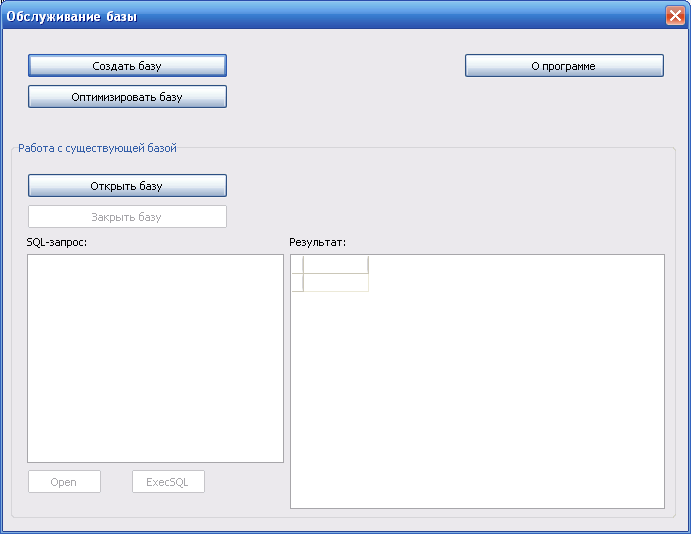 Обслуживание базы
Создать базу
О программе
Оптимизировать базу
Работа с существующей базой
Открыть базу
Закрыть базу
SQL-запрос:
Результат:
Open
ExecSQL